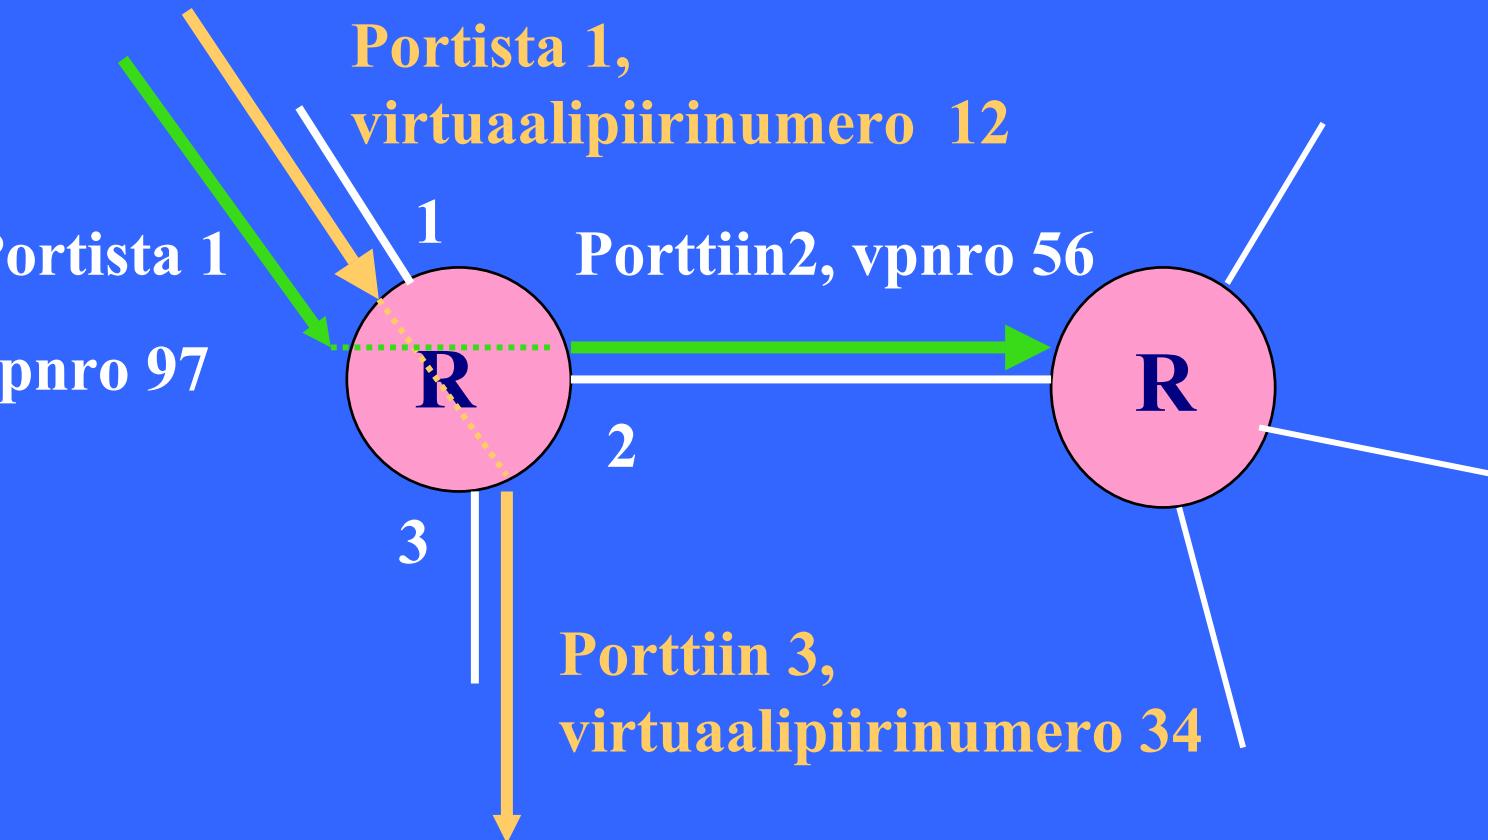 Portista 1,
virtuaalipiirinumero 12
1
ortista 1
Porttiin2, vpnro 56
pnro 97
R
R
2
3
Porttiin 3,
virtuaalipiirinumero 34